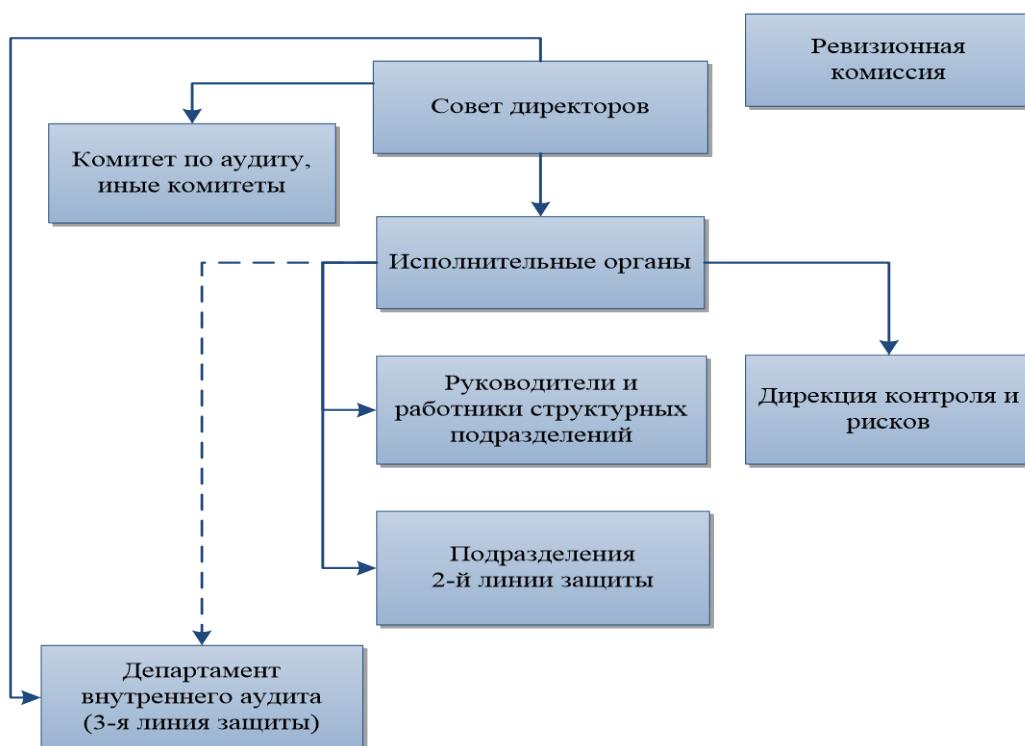 Ревизионная
комиссия
Совет директоров
Комитет по аудиту,
иные комитеты
Исполнительные органы
Руководители и
работники структурных
подразделений
Дирекция контроля и
рисков
Подразделения
2-й линии защиты
Департамент
внутреннего аудита
(3-я линия защиты)